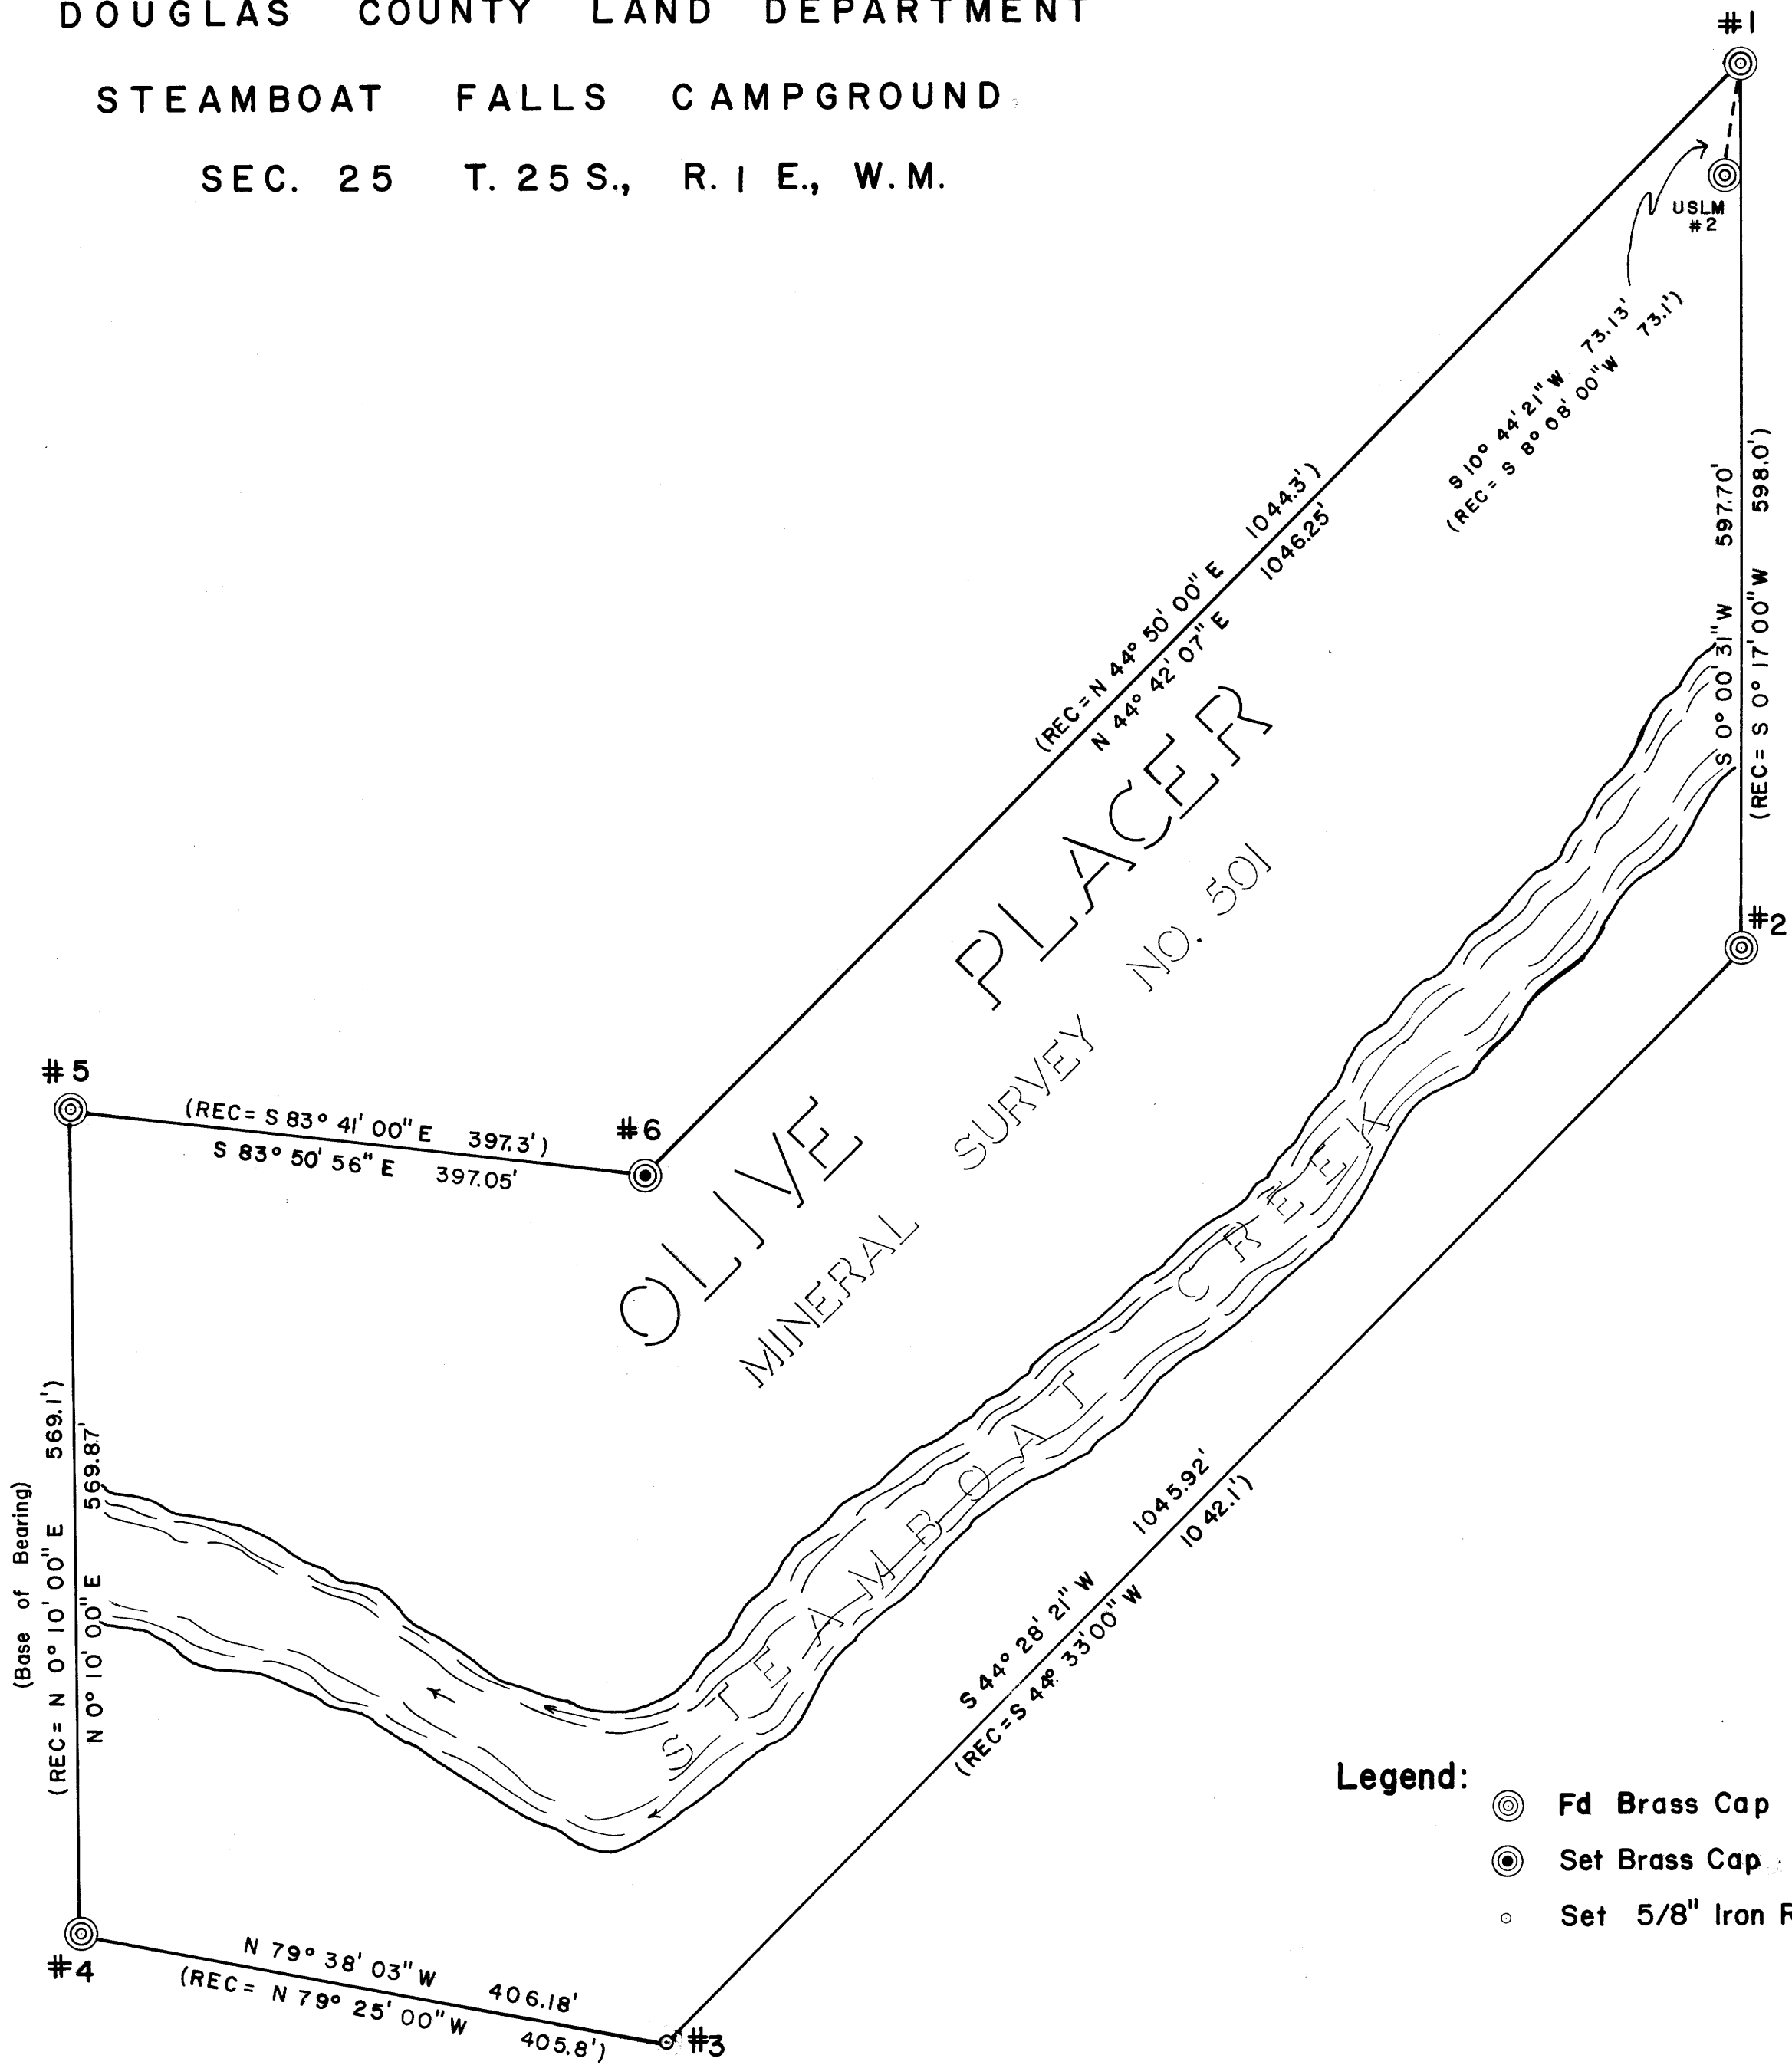 DOUGLAS COUNTY LAND DEPARTMENT
STEAMBOAT FALLS CAMPGROUND
SEC. 25 T. 25 S., R. 1 E., W.M.
#1
USLM
#2
S 10° 44' 21" W 73.13'
(REC = S 8° 08' 00" W 73.1')
S 0° 00' 31" W 597.70'
(REC = S 0° 17' 00" W 598.0')
(REC = N 44° 50' 00" E 1044.3')
N 44° 42' 07" E 1046.25'
#2
OLIVE PLACER
MINERAL SURVEY NO. 501
#5
(REC = S 83° 41' 00" E 397.3')
S 83° 50' 56" E 397.05'
#6
STEAMBOAT CREEK
(Base of Bearing)
(REC = N 0° 10' 00" E 569.1')
N 0° 10' 00" E 569.87'
S 44° 28' 21" W 1045.92'
(REC = S 44° 33' 00" W 1042.1')
#4
N 79° 38' 03" W 406.18'
(REC = N 79° 25' 00" W 405.8')
#3
Legend:
Fd Brass Cap
Set Brass Cap
Set 5/8" Iron R